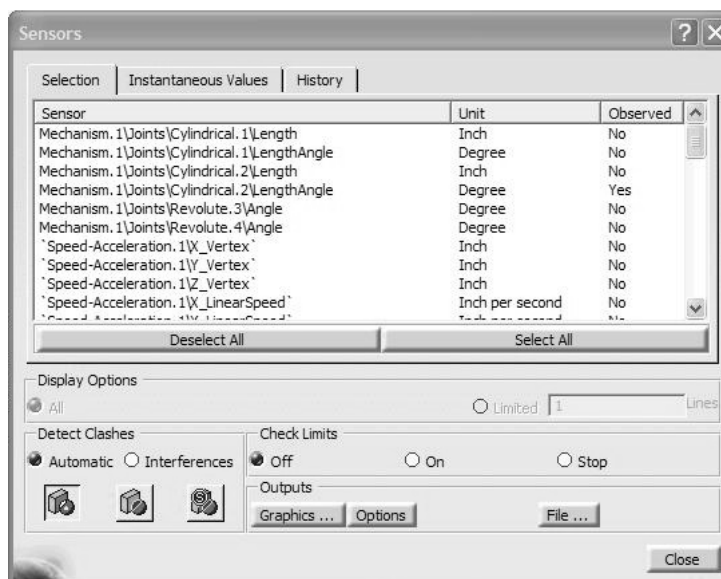 Sensors
Selection Instantaneous Values History
Sensor Unit Observed
Mechanism.1\Joints\Cylindrical.1\Length Inch No
Mechanism.1\Joints\Cylindrical.1\LengthAngle Degree No
Mechanism.1\Joints\Cylindrical.2\Length Inch No
Mechanism.1\Joints\Cylindrical.2\LengthAngle Degree Yes
Mechanism.1\Joints\Revolute.3\Angle Degree No
Mechanism.1\Joints\Revolute.4\Angle Degree No
`Speed-Acceleration.1\X_Vertex` Inch No
`Speed-Acceleration.1\Y_Vertex` Inch No
`Speed-Acceleration.1\Z_Vertex` Inch No
`Speed-Acceleration.1\X_LinearSpeed` Inch per second No
Deselect All Select All
Display Options
All Limited 1 Lines
Detect Clashes Check Limits
Automatic Interferences Off On Stop
Outputs
Graphics ... Options File ...
Close